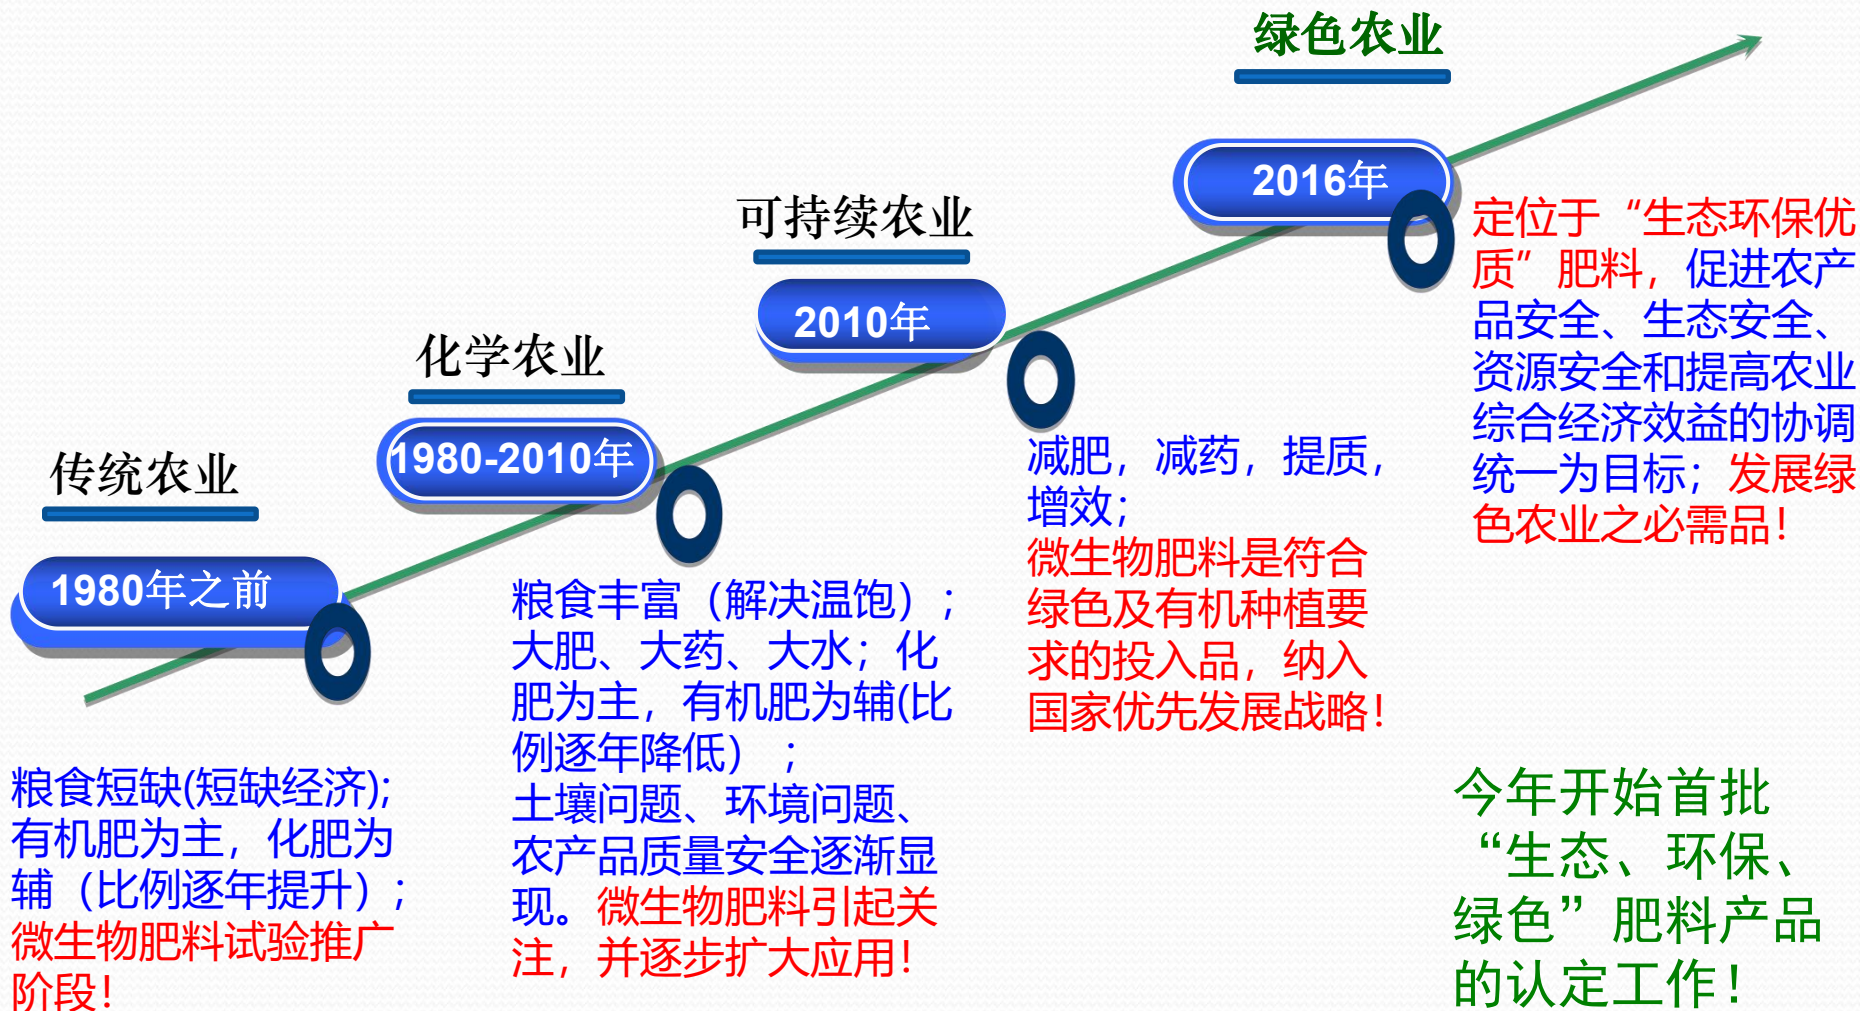 绿色农业
2016年
定位于“生态环保优
质”肥料，促进农产
品安全、生态安全、
资源安全和提高农业
综合经济效益的协调
统一为目标；发展绿
色农业之必需品！
可持续农业
2010年
减肥，减药，提质，
增效；
微生物肥料是符合
绿色及有机种植要
求的投入品，纳入
国家优先发展战略！
化学农业
1980-2010年
粮食丰富（解决温饱）；
大肥、大药、大水；化
肥为主，有机肥为辅(比
例逐年降低）；
土壤问题、环境问题、
农产品质量安全逐渐显
现。微生物肥料引起关
注，并逐步扩大应用！
传统农业
1980年之前
粮食短缺(短缺经济);
有机肥为主，化肥为
辅（比例逐年提升）；
微生物肥料试验推广
阶段！
今年开始首批
“生态、环保、
绿色”肥料产品
的认定工作！